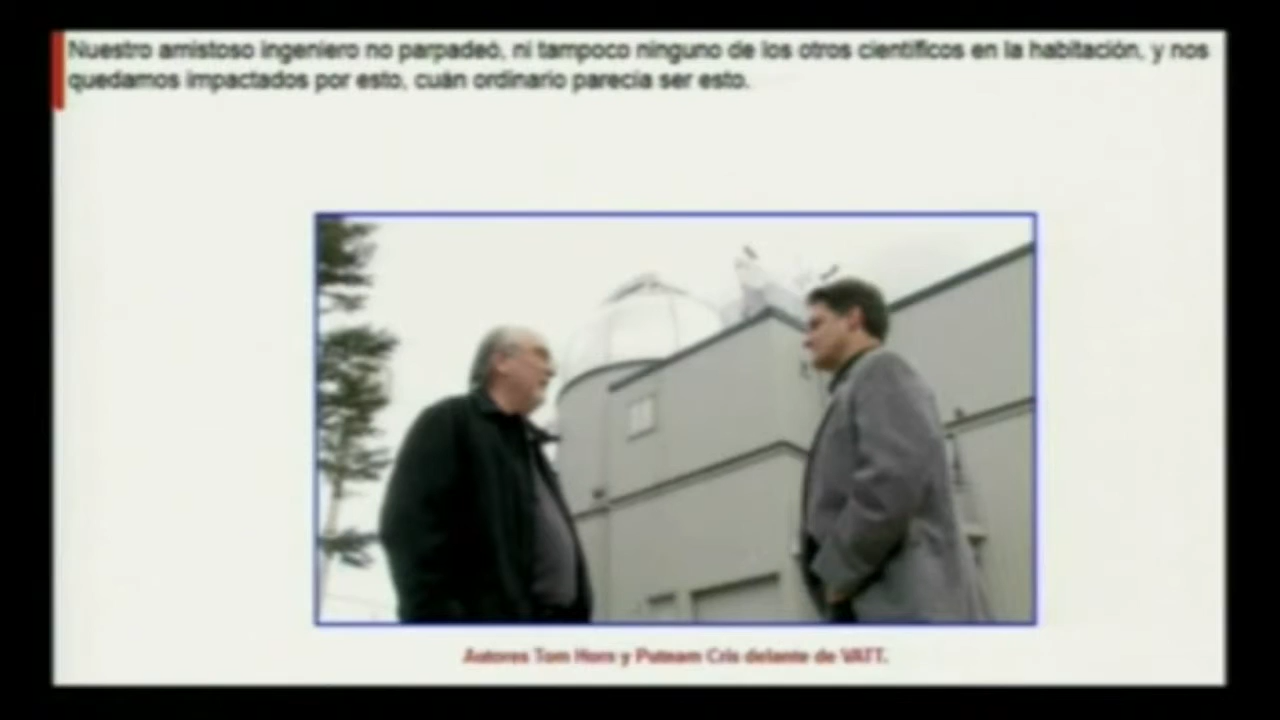 Nuestro amistoso ingeniero no parpadeó, ni tampoco ninguno de los otros científicos en la habitación, y nos
quedamos impactados por esto, cuán ordinario parecía ser esto.
Autores Tom Horn y Putnam Cris delante de VATT.